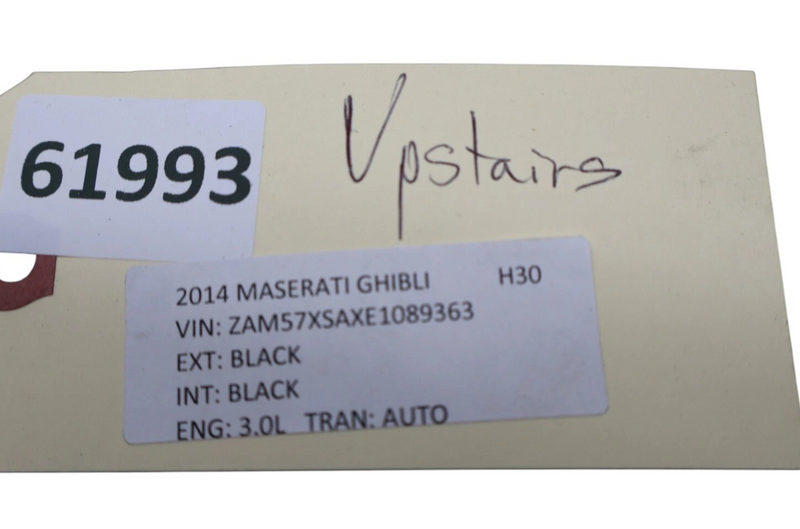 61993
Upstairs
2014 MASERATI GHIBLI H30
VIN: ZAM57XSAXE1089363
EXT: BLACK
INT: BLACK
ENG: 3.0L TRAN: AUTO